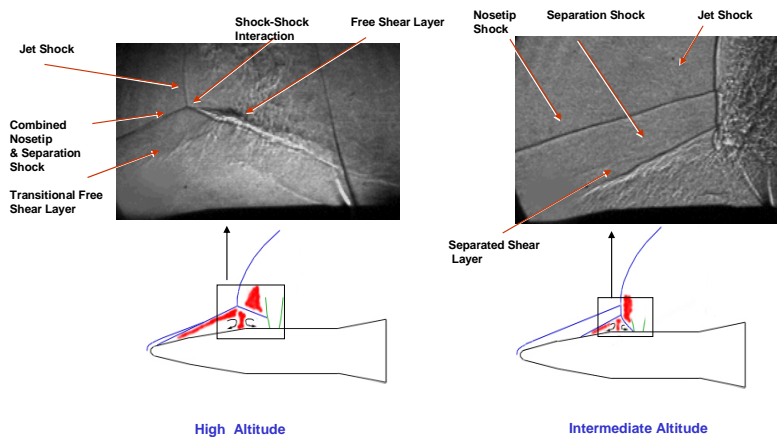 Shock-Shock
Interaction
Free Shear Layer
Jet Shock
Combined
Nosetip
& Separation
Shock
Transitional Free
Shear Layer
High Altitude
Nosetip
Shock
Separation Shock
Jet Shock
Separated Shear
Layer
Intermediate Altitude